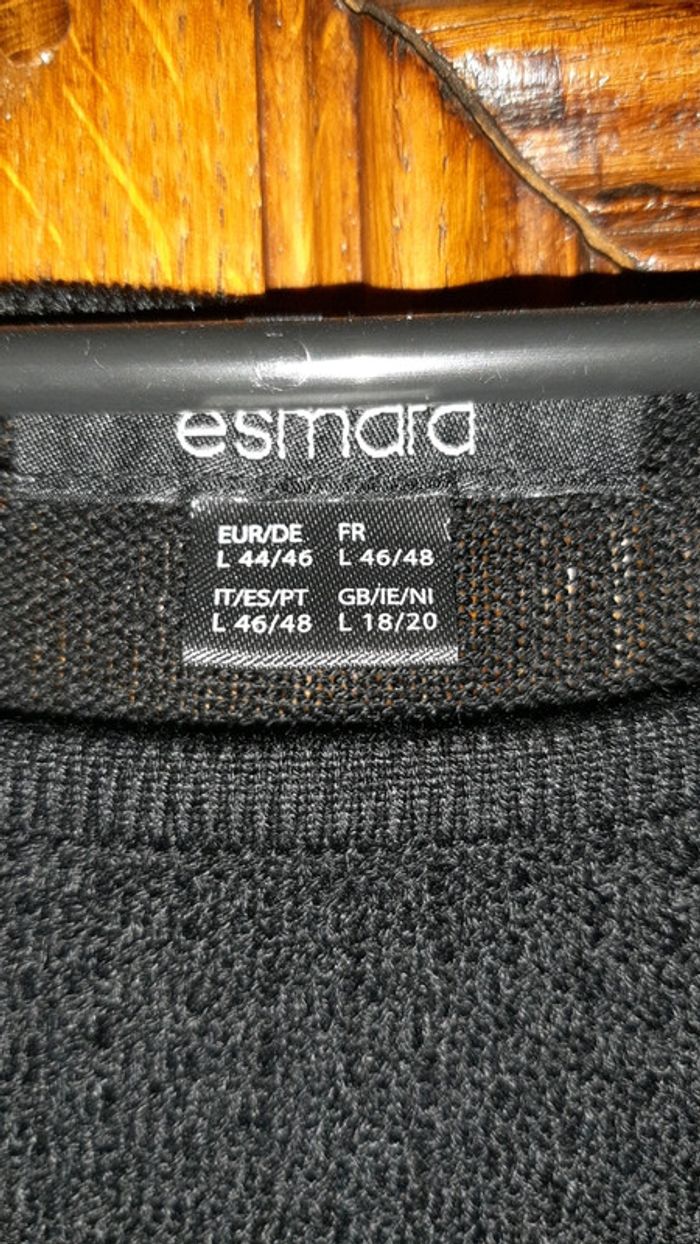 esmara
EUR/DE FR
L 44/46 L 46/48
IT/ES/PT GB/IE/NI
L 46/48 L 18/20